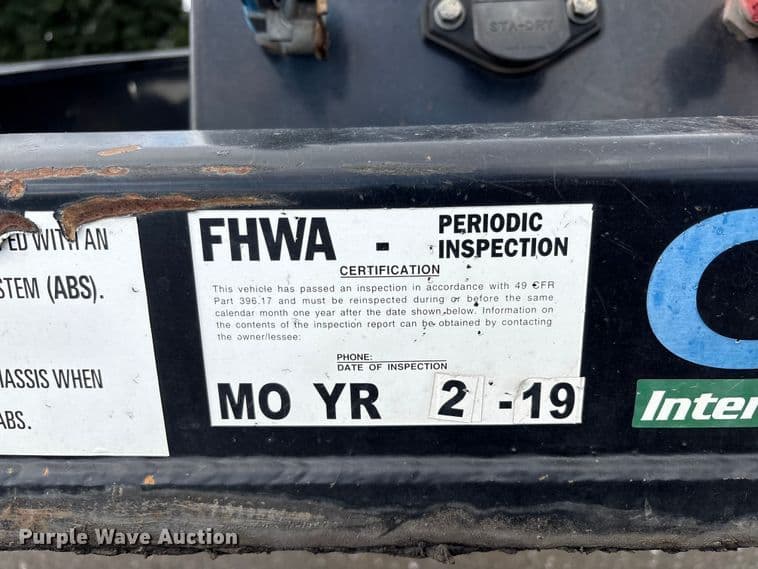 STA-DRY
ED WITH AN
STEM (ABS).
HASSIS WHEN
ABS.
FHWA - PERIODIC
INSPECTION
CERTIFICATION
This vehicle has passed an inspection in accordance with 49 CFR
Part 396.17 and must be reinspected during or before the same
calendar month one year after the date shown below. Information on
the contents of the inspection report can be obtained by contacting
the owner/lessee:
PHONE:
DATE OF INSPECTION
MO YR 2 -19
Inter
Purple Wave Auction